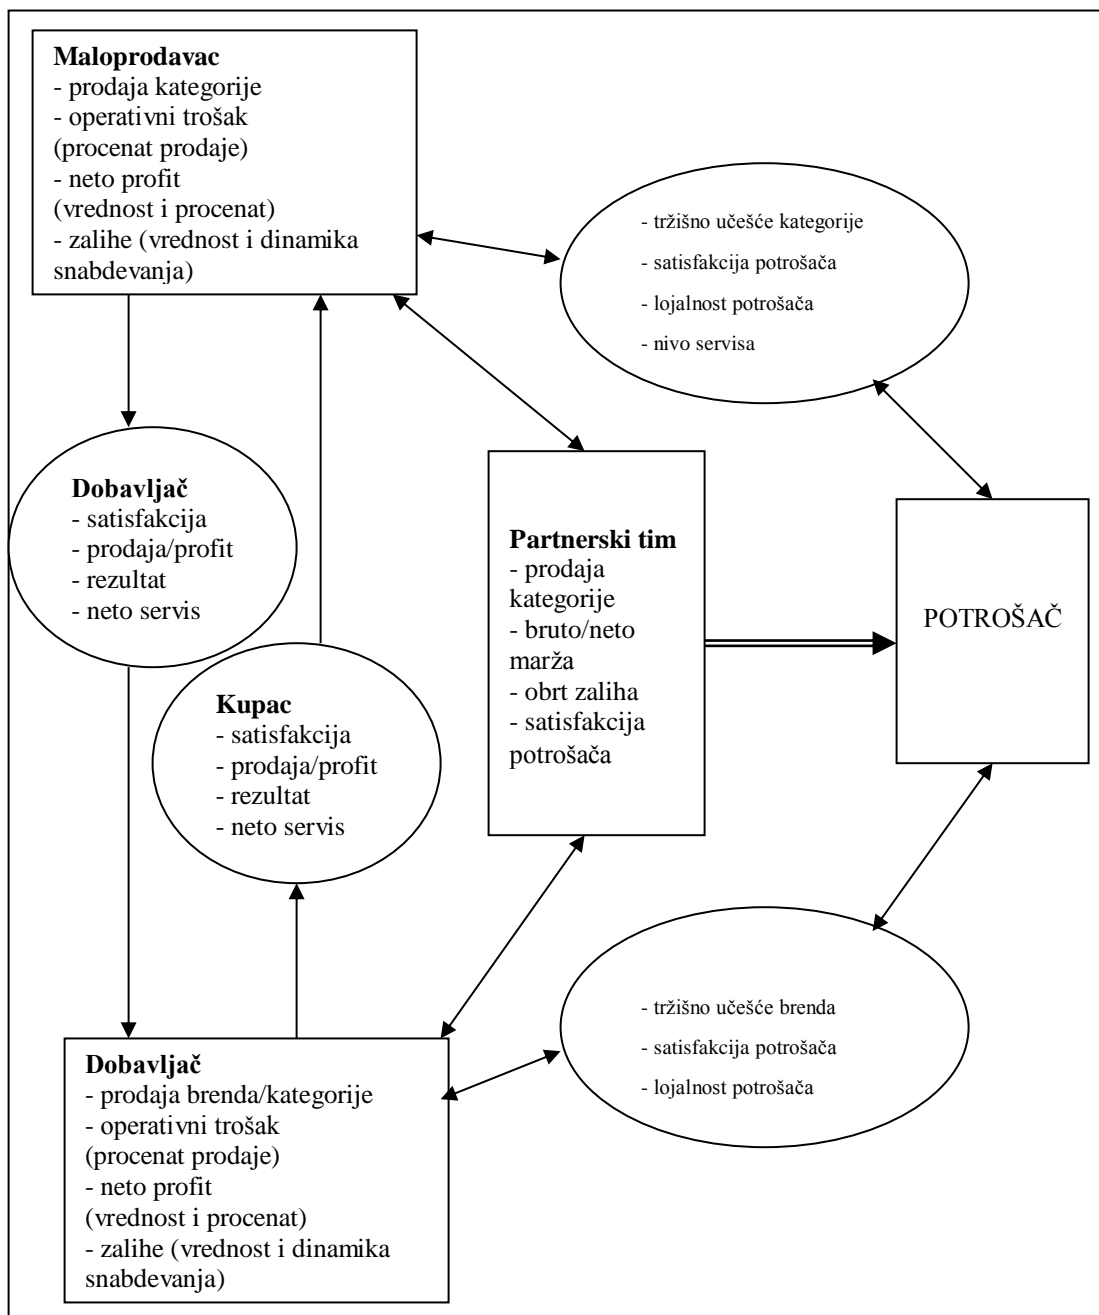 Maloprodavac
- prodaja kategorije
- operativni trošak
(procenat prodaje)
- neto profit
(vrednost i procenat)
- zalihe (vrednost i dinamika
snabdevanja)
- tržišno učešće kategorije
- satisfakcija potrošača
- lojalnost potrošača
- nivo servisa
Dobavljač
- satisfakcija
- prodaja/profit
- rezultat
- neto servis
Partnerski tim
- prodaja
kategorije
- bruto/neto
marža
- obrt zaliha
- satisfakcija
potrošača
POTROŠAČ
Kupac
- satisfakcija
- prodaja/profit
- rezultat
- neto servis
- tržišno učešće brenda
- satisfakcija potrošača
- lojalnost potrošača
Dobavljač
- prodaja brenda/kategorije
- operativni trošak
(procenat prodaje)
- neto profit
(vrednost i procenat)
- zalihe (vrednost i dinamika
snabdevanja)